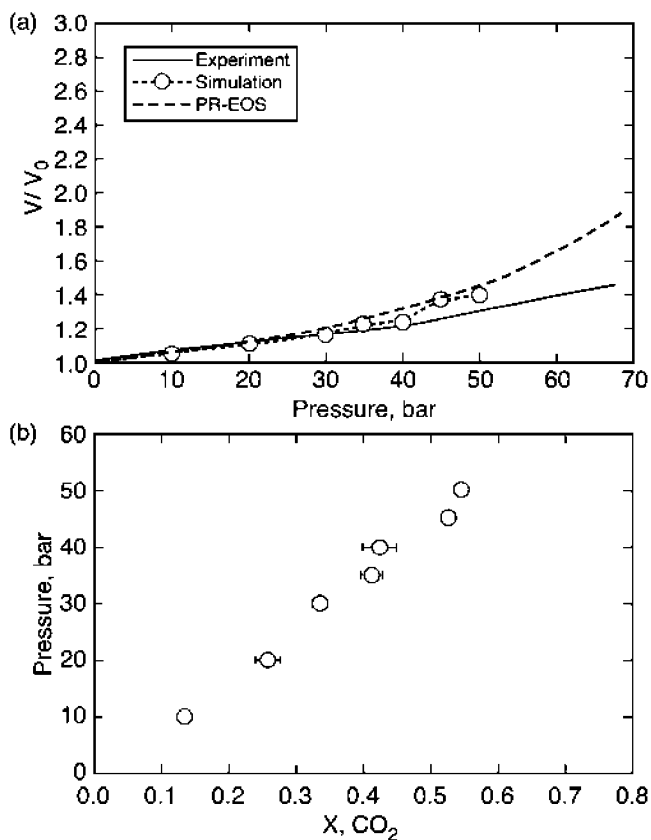 (a)
3.0
2.8
2.6
2.4
2.2
2.0
1.8
1.6
1.4
1.2
1.0
V/V₀
Experiment
Simulation
PR-EOS
0 10 20 30 40 50 60 70
Pressure, bar
(b)
60
50
40
30
20
10
0
Pressure, bar
0.0 0.1 0.2 0.3 0.4 0.5 0.6 0.7 0.8
X, CO₂